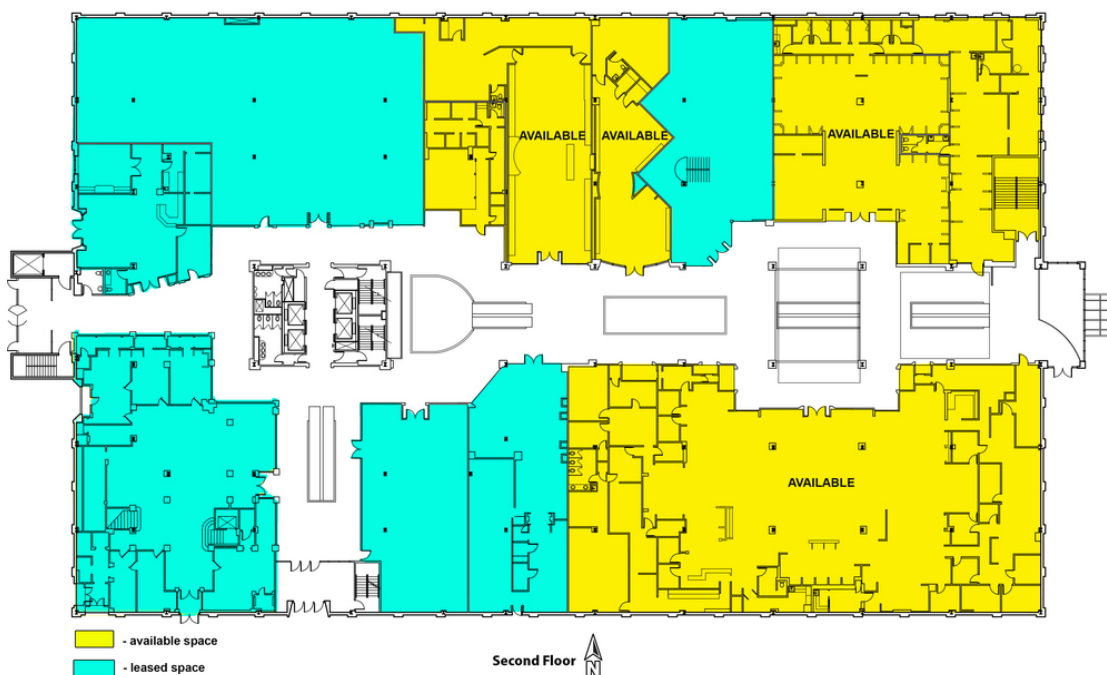 AVAILABLE
AVAILABLE
AVAILABLE
AVAILABLE
- available space
- leased space
Second Floor
N